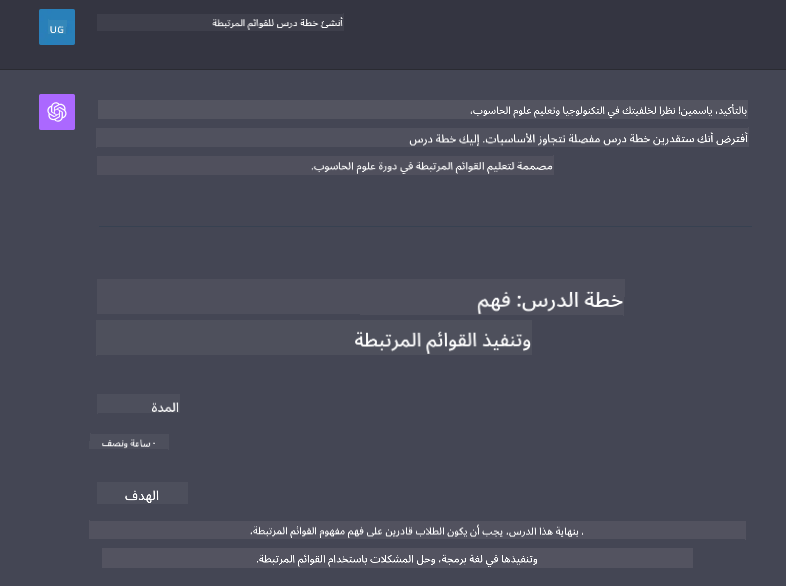 UG
أنشئ خطة درس للقوائم المرتبطة
بالتأكيد، ياسمين! نظرا لخلفيتك في التكنولوجيا وتعليم علوم الحاسوب،
أفترض أنك ستقدرين خطة درس مفصلة تتجاوز الأساسيات. إليك خطة درس
مصممة لتعليم القوائم المرتبطة في دورة علوم الحاسوب.
خطة الدرس: فهم
وتنفيذ القوائم المرتبطة
المدة
· ساعة ونصف
الهدف
. بنهاية هذا الدرس، يجب أن يكون الطلاب قادرين على فهم مفهوم القوائم المرتبطة،
وتنفيذها في لغة برمجة، وحل المشكلات باستخدام القوائم المرتبطة.